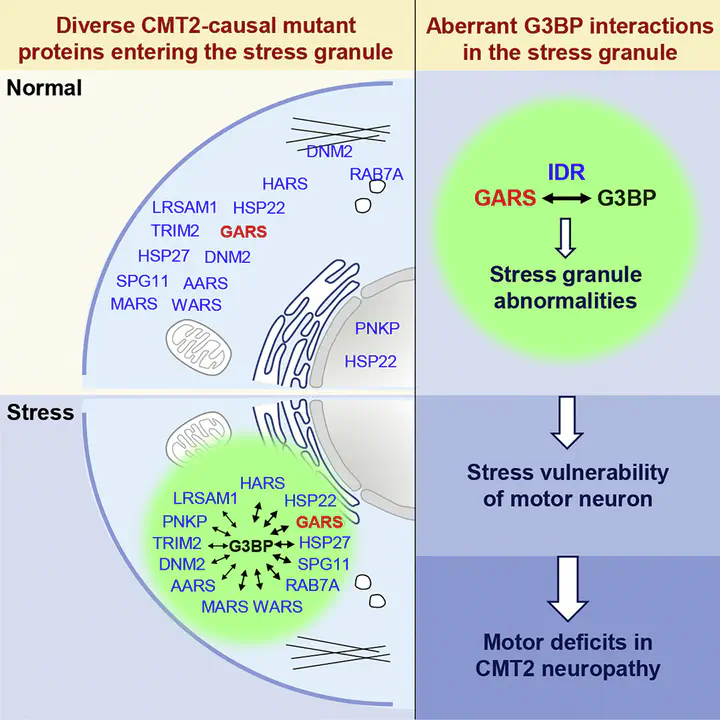 Diverse CMT2-causal mutant
proteins entering the stress granule
Normal
DNM2
RAB7A
HARS
LRSAM1 HSP22
TRIM2 GARS
HSP27 DNM2
SPG11 AARS
MARS WARS
PNKP
HSP22
Stress
HARS
LRSAM1 HSP22
PNKP GARS
TRIM2 G3BP HSP27
DNM2 SPG11
AARS RAB7A
MARS WARS
Aberrant G3BP interactions
in the stress granule
IDR
GARS G3BP
Stress granule
abnormalities
Stress vulnerability
of motor neuron
Motor deficits in
CMT2 neuropathy